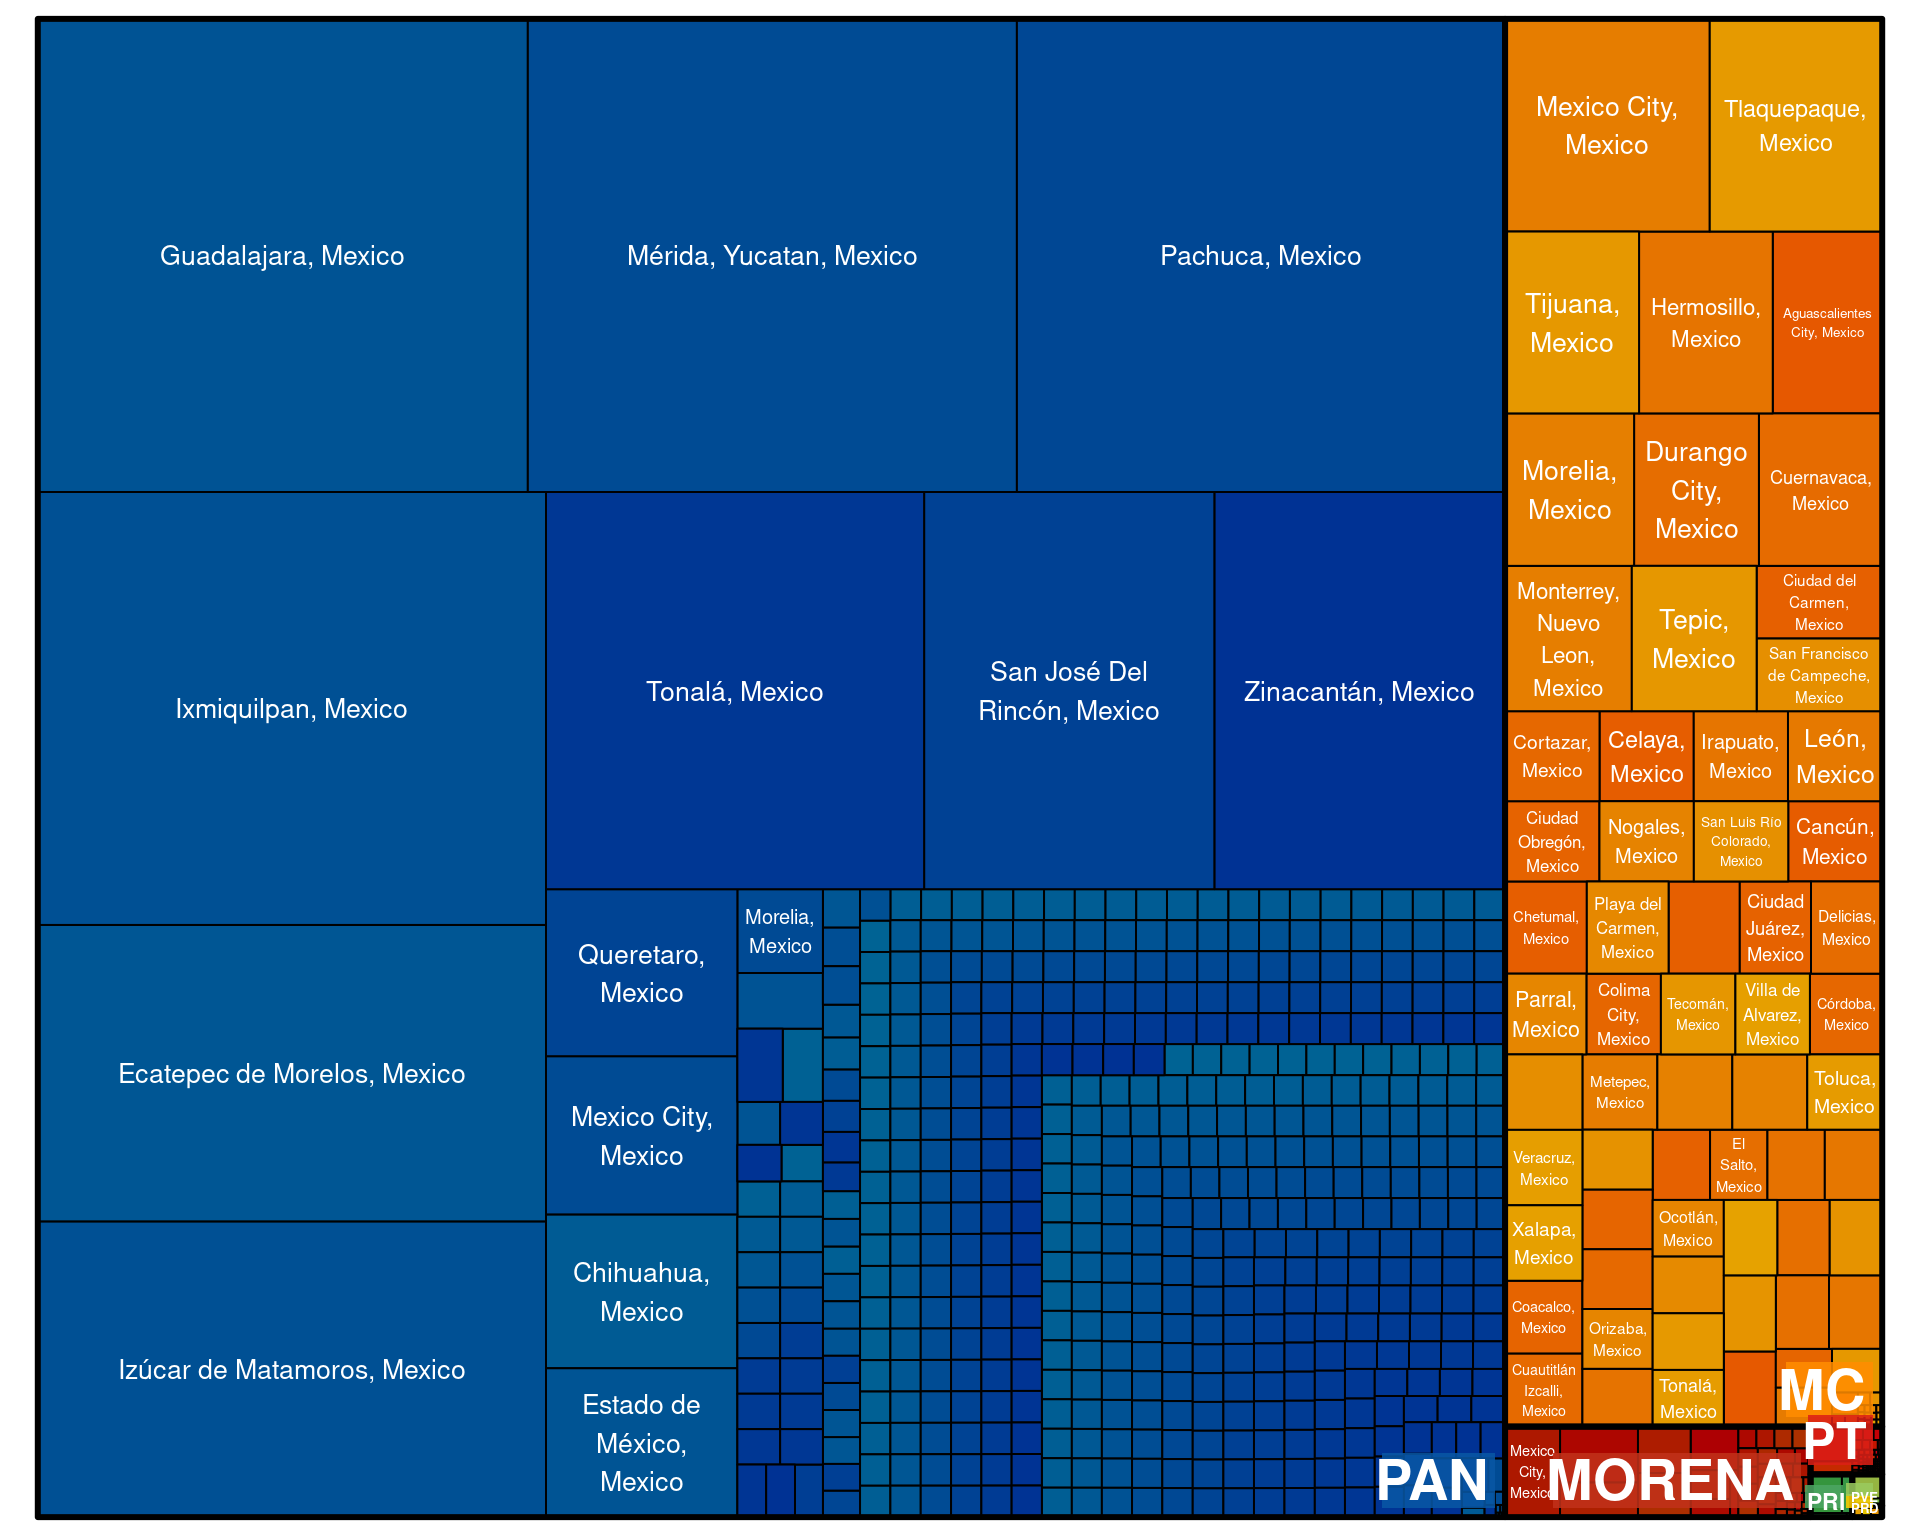 Guadalajara, Mexico
Mérida, Yucatan, Mexico
Pachuca, Mexico
Ixmiquilpan, Mexico
Tonalá, Mexico
San José Del
Rincón, Mexico
Zinacantán, Mexico
Ecatepec de Morelos, Mexico
Izúcar de Matamoros, Mexico
Queretaro,
Mexico
Morelia,
Mexico
Mexico City,
Mexico
Chihuahua,
Mexico
Estado de
México,
Mexico
PAN
Mexico City,
Mexico
Tlaquepaque,
Mexico
Tijuana,
Mexico
Hermosillo,
Mexico
Aguascalientes
City, Mexico
Morelia,
Mexico
Durango
City,
Mexico
Cuernavaca,
Mexico
Monterrey,
Nuevo
Leon,
Mexico
Tepic,
Mexico
Ciudad del
Carmen,
Mexico
San Francisco
de Campeche,
Mexico
Cortazar,
Mexico
Celaya,
Mexico
Irapuato,
Mexico
León,
Mexico
Ciudad
Obregón,
Mexico
Nogales,
Mexico
San Luis Rio
Colorado,
Mexico
Cancún,
Mexico
Chetumal,
Mexico
Playa del
Carmen,
Mexico
Ciudad
Juárez,
Mexico
Delicias,
Mexico
Parral,
Mexico
Colima
City,
Mexico
Tecomán,
Mexico
Villa de
Alvarez,
Mexico
Córdoba,
Mexico
Metepec,
Mexico
Toluca,
Mexico
Veracruz,
Mexico
El
Salto,
Mexico
Xalapa,
Mexico
Ocotlán,
Mexico
Coacalco,
Mexico
Orizaba,
Mexico
Cuautitlán
Izcalli,
Mexico
Tonalá,
Mexico
MC
PT
Mexico
City,
Mexico
MORENA
PRI
PVE
PRD